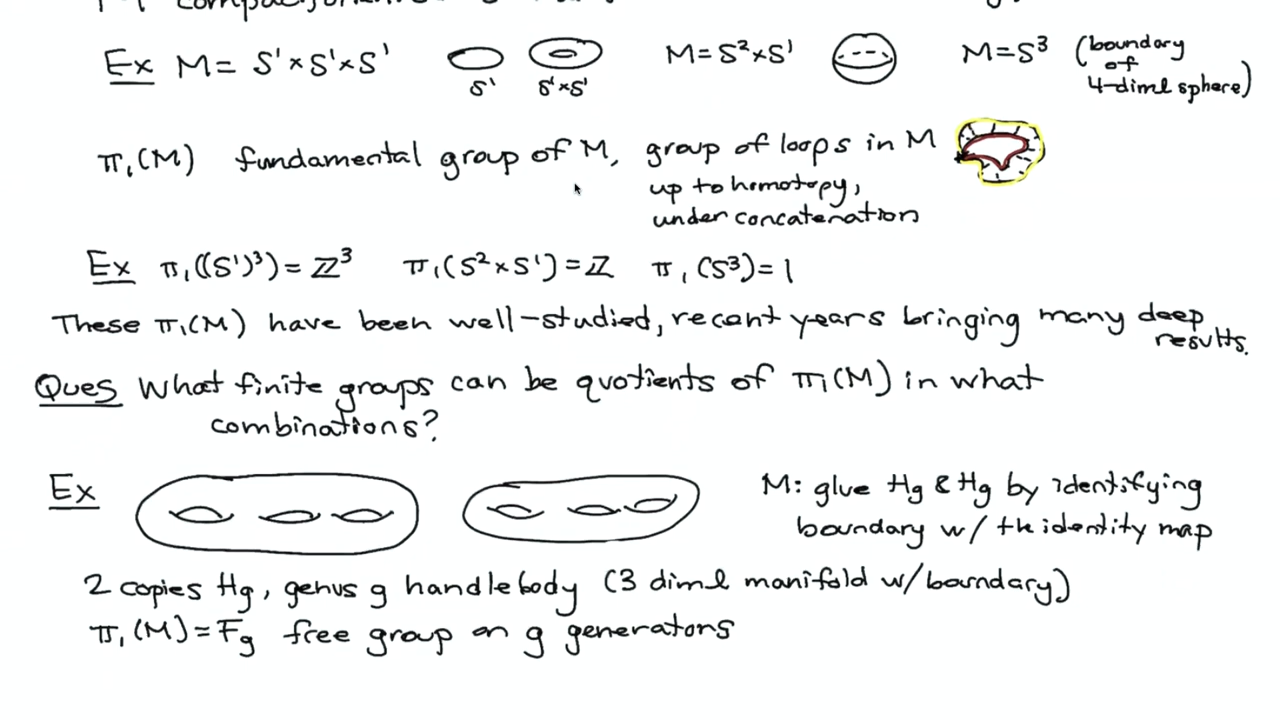 Ex M = S¹×S¹×S¹ M=S²×S¹ M=S³ (boundary of 4-diml sphere)
S¹ S¹×S¹
π₁(M) fundamental group of M, group of loops in M
up to homotopy,
under concatenation
Ex π₁((S¹)³)=ℤ³ π₁(S²×S¹)=ℤ π₁(S³)=1
These π₁(M) have been well-studied, recent years bringing many deep
results.
Ques What finite groups can be quotients of π₁(M) in what
combinations?
Ex M: glue Hg & Hg by identifying
boundary w/ the identity map
2 copies Hg, genus g handlebody (3 diml manifold w/boundary)
π₁(M)=Fg free group on g generators